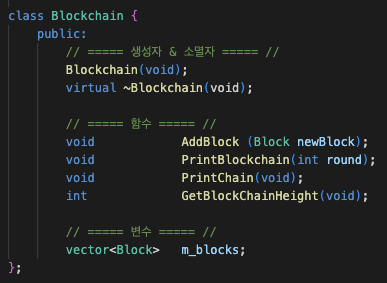 class Blockchain {
    public:
        // ===== 생성자 & 소멸자 ===== //
        Blockchain(void);
        virtual ~Blockchain(void);

        // ===== 함수 ===== //
        void            AddBlock (Block newBlock);
        void            PrintBlockchain(int round);
        void            PrintChain(void);
        int             GetBlockChainHeight(void);

        // ===== 변수 ===== //
        vector<Block>   m_blocks;
};